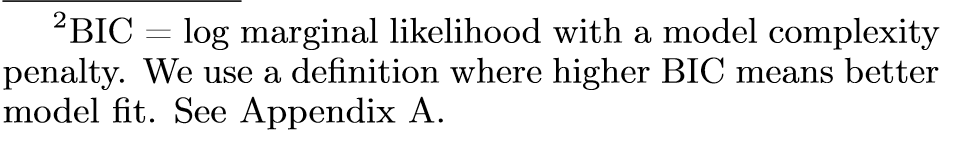 ²BIC = log marginal likelihood with a model complexity
penalty. We use a definition where higher BIC means better
model fit. See Appendix A.